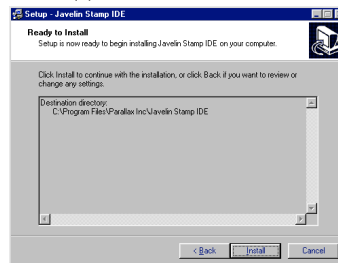 Setup - Javelin Stamp IDE
Ready to Install
Setup is now ready to begin installing Javelin Stamp IDE on your computer.
Click Install to continue with the installation, or click Back if you want to review or
change any settings.
Destination directory:
C:\Program Files\Parallax Inc\Javelin Stamp IDE
< Back
Install
Cancel